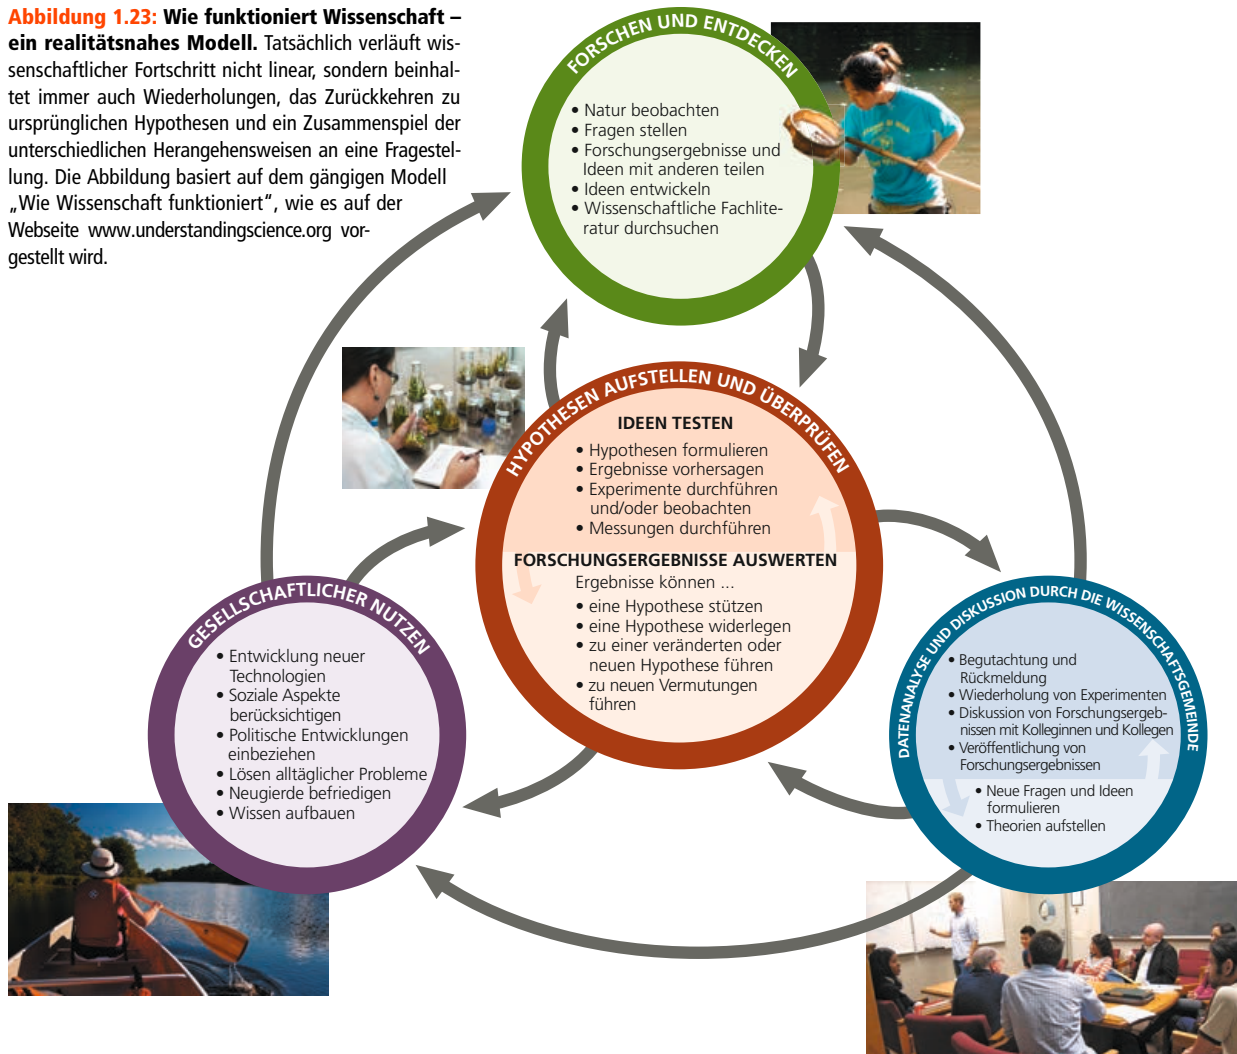 Abbildung 1.23: Wie funktioniert Wissenschaft –
ein realitätsnahes Modell. Tatsächlich verläuft wis-
senschaftlicher Fortschritt nicht linear, sondern beinhal-
tet immer auch Wiederholungen, das Zurückkehren zu
ursprünglichen Hypothesen und ein Zusammenspiel der
unterschiedlichen Herangehensweisen an eine Fragestel-
lung. Die Abbildung basiert auf dem gängigen Modell
„Wie Wissenschaft funktioniert“, wie es auf der
Webseite www.understandingscience.org vor-
gestellt wird.
FORSCHEN UND ENTDECKEN
• Natur beobachten
• Fragen stellen
• Forschungsergebnisse und
Ideen mit anderen teilen
• Ideen entwickeln
• Wissenschaftliche Fachlite-
ratur durchsuchen
HYPOTHESEN AUFSTELLEN UND ÜBERPRÜFEN
IDEEN TESTEN
• Hypothesen formulieren
• Ergebnisse vorhersagen
• Experimente durchführen
und/oder beobachten
• Messungen durchführen
FORSCHUNGSERGEBNISSE AUSWERTEN
Ergebnisse können ...
• eine Hypothese stützen
• eine Hypothese widerlegen
• zu einer veränderten oder
neuen Hypothese führen
• zu neuen Vermutungen
führen
GESELLSCHAFTLICHER NUTZEN
• Entwicklung neuer
Technologien
• Soziale Aspekte
berücksichtigen
• Politische Entwicklungen
einbeziehen
• Lösen alltäglicher Probleme
• Neugierde befriedigen
• Wissen aufbauen
DATENANALYSE UND DISKUSSION DURCH DIE WISSENSCHAFTSGEMEINDE
• Begutachtung und
Rückmeldung
• Wiederholung von Experimenten
• Diskussion von Forschungsergeb-
nissen mit Kolleginnen und Kollegen
• Veröffentlichung von
Forschungsergebnissen
• Neue Fragen und Ideen
formulieren
• Theorien aufstellen